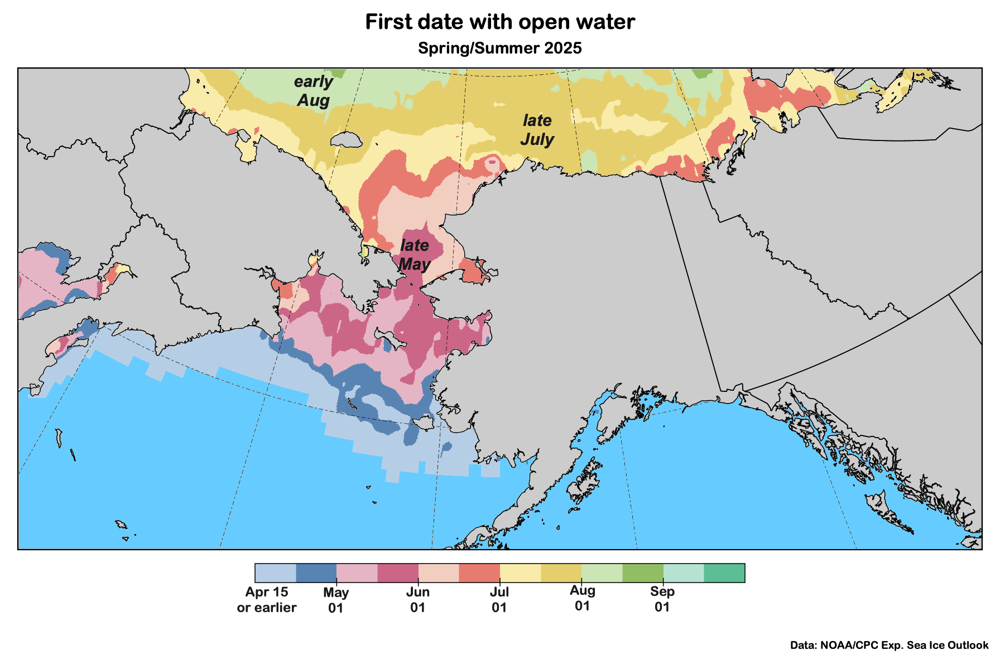 First date with open water
Spring/Summer 2025
early
Aug
late
July
late
May
Apr 15
or earlier
May
01
Jun
01
Jul
01
Aug
01
Sep
01
Data: NOAA/CPC Exp. Sea Ice Outlook